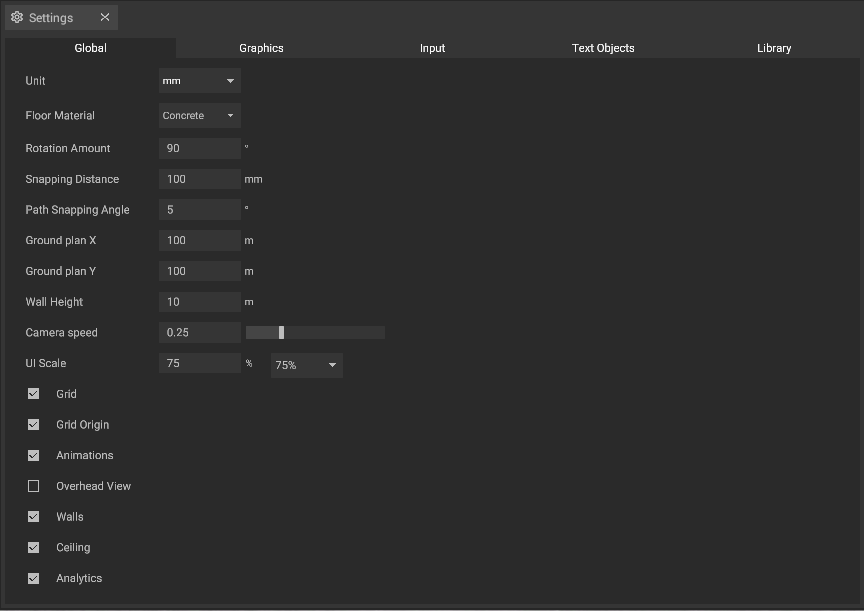 Settings
Global Graphics Input Text Objects Library
Unit mm
Floor Material Concrete
Rotation Amount 90 °
Snapping Distance 100 mm
Path Snapping Angle 5 °
Ground plan X 100 m
Ground plan Y 100 m
Wall Height 10 m
Camera speed 0.25
UI Scale 75 % 75%
Grid
Grid Origin
Animations
Overhead View
Walls
Ceiling
Analytics